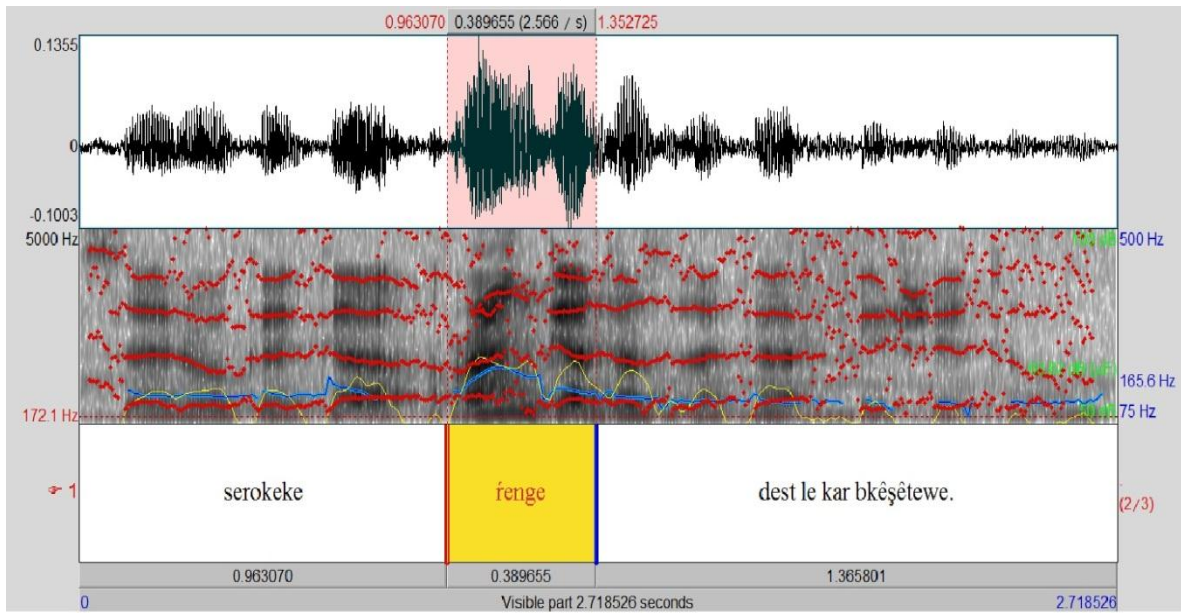 0.963070 0.389655 (2.566 / s) 1.352725
0.1355
0
-0.1003
5000 Hz 500 Hz
165.6 Hz
172.1 Hz 75 Hz
1 serokeke ŕenge dest le kar bkêşêtewe. (2/3)
0.963070 0.389655 1.365801
0 Visible part 2.718526 seconds 2.718526